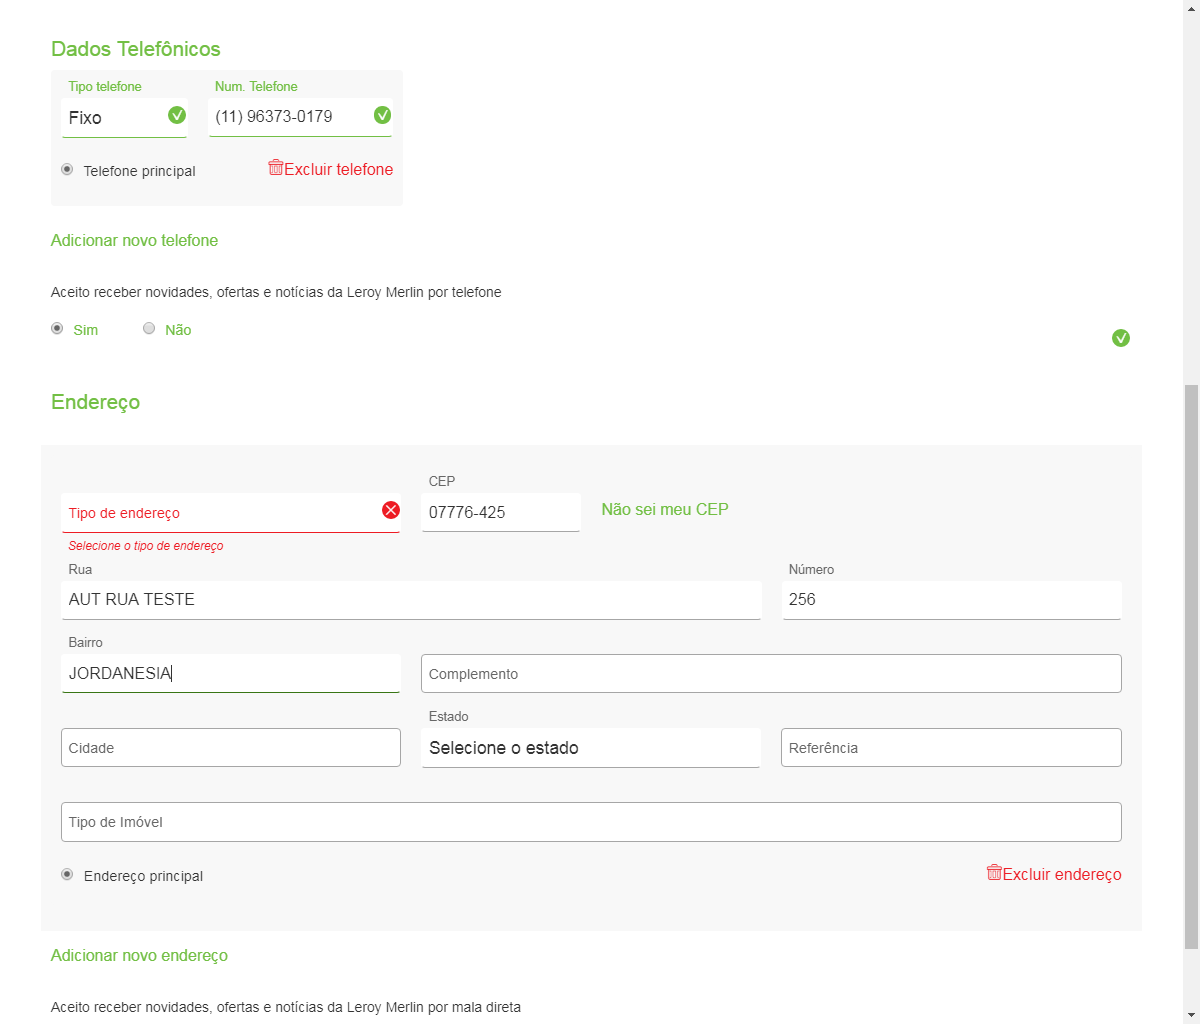 Dados Telefônicos
Tipo telefone Num. Telefone
Fixo (11) 96373-0179
Telefone principal Excluir telefone
Adicionar novo telefone
Aceito receber novidades, ofertas e notícias da Leroy Merlin por telefone
Sim Não
Endereço
CEP
Tipo de endereço 07776-425 Não sei meu CEP
Selecione o tipo de endereço
Rua Número
AUT RUA TESTE 256
Bairro
JORDANESIA Complemento
Estado
Cidade Selecione o estado Referência
Tipo de Imóvel
Endereço principal Excluir endereço
Adicionar novo endereço
Aceito receber novidades, ofertas e notícias da Leroy Merlin por mala direta